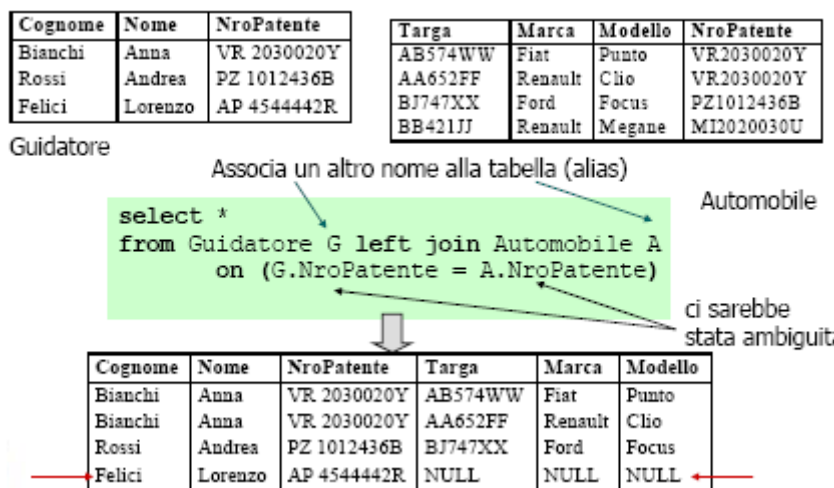 Cognome Nome NroPatente
Bianchi Anna VR 2030020Y
Rossi Andrea PZ 1012436B
Felici Lorenzo AP 4544442R
Guidatore
Targa Marca Modello NroPatente
AB574WW Fiat Punto VR2030020Y
AA652FF Renault Clio VR2030020Y
BJ747XX Ford Focus PZ1012436B
BB421JJ Renault Megane MI2020030U
Automobile
Associa un altro nome alla tabella (alias)
select *
from Guidatore G left join Automobile A
on (G.NroPatente = A.NroPatente)
ci sarebbe
stata ambiguita
Cognome Nome NroPatente Targa Marca Modello
Bianchi Anna VR 2030020Y AB574WW Fiat Punto
Bianchi Anna VR 2030020Y AA652FF Renault Clio
Rossi Andrea PZ 1012436B BJ747XX Ford Focus
Felici Lorenzo AP 4544442R NULL NULL NULL